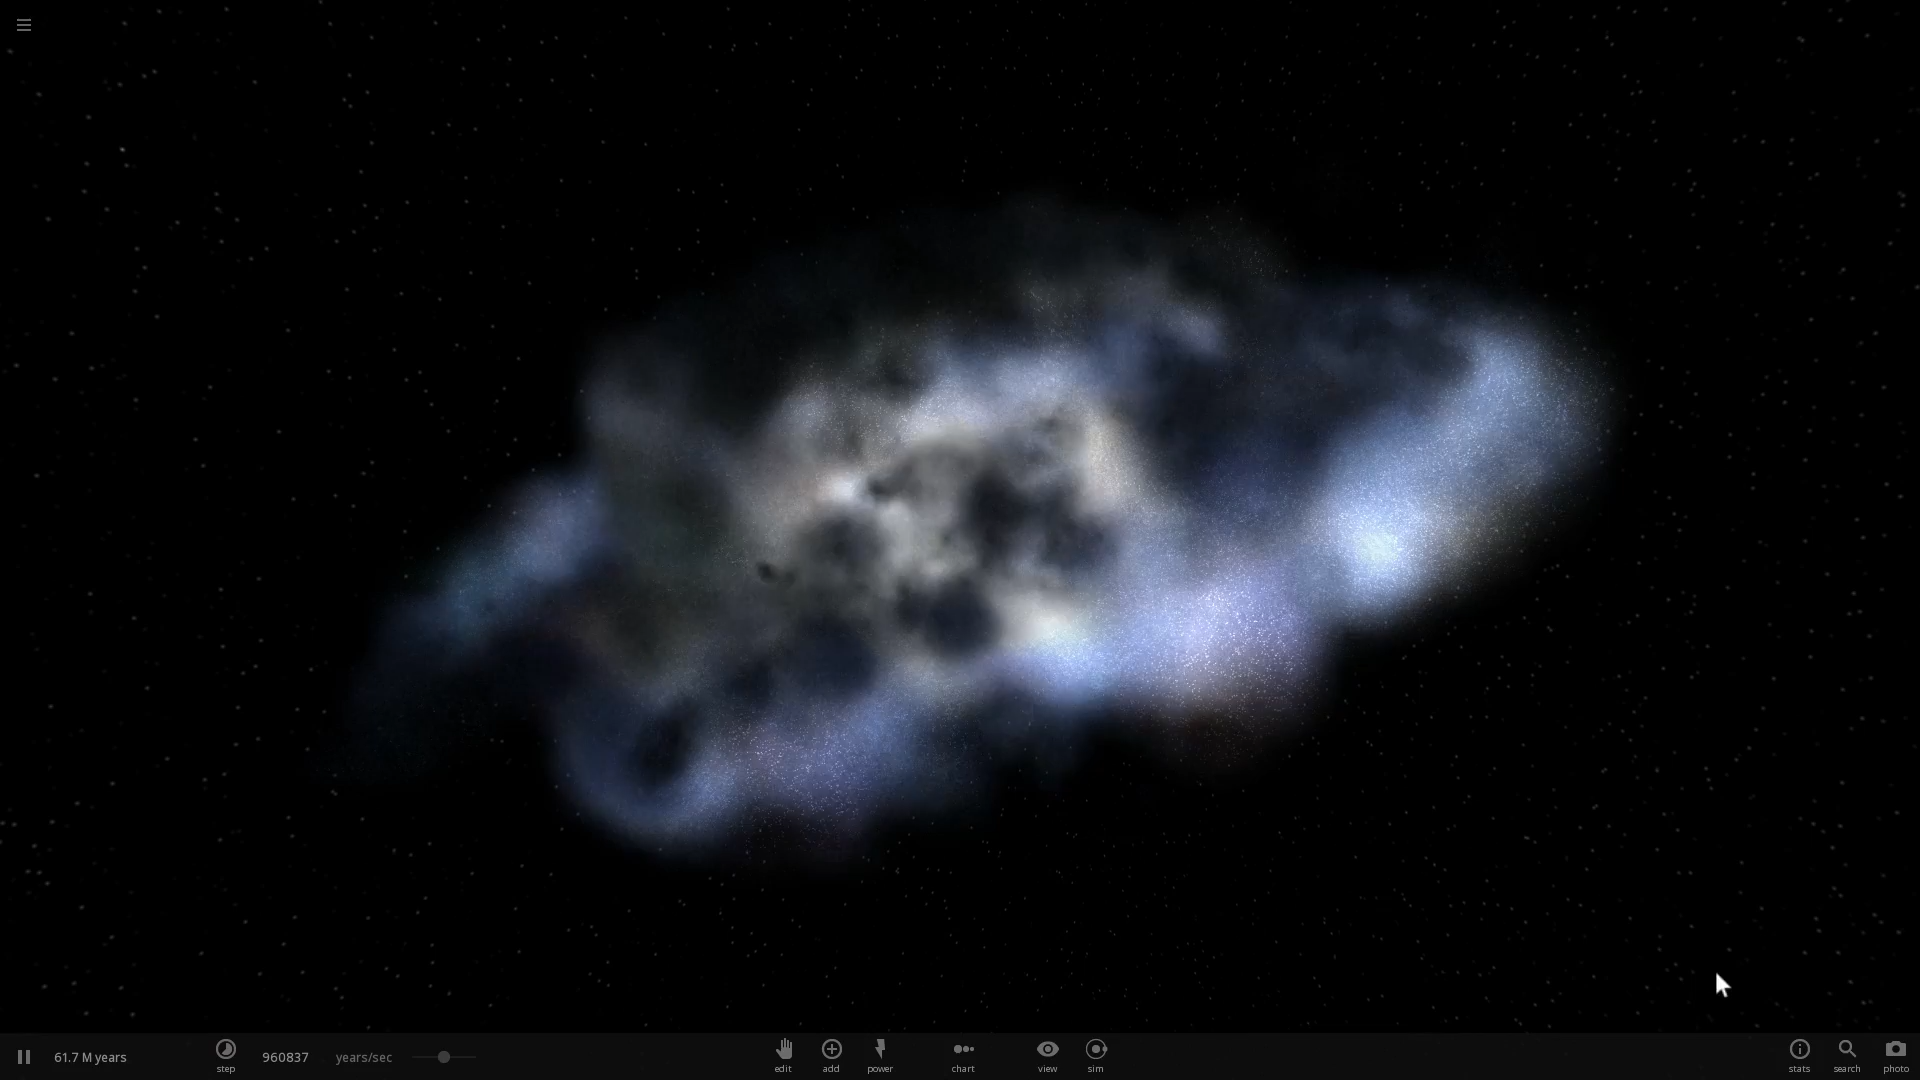 61.7 M years
step
960837 years/sec
edit
add
power
chart
view
sim
stats
search
photo